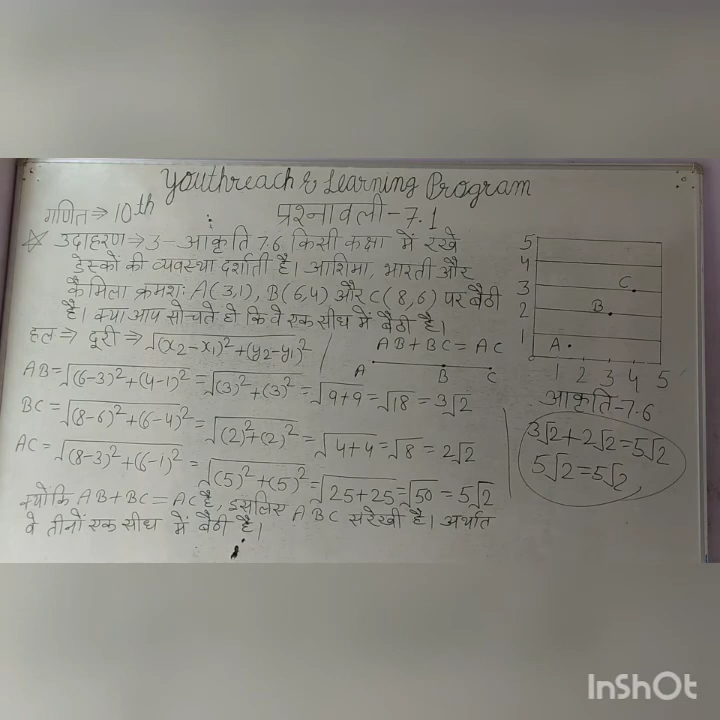 Youthreach & Learning Program
गणित ⇒ 10th प्रश्नावली-7.1
☆ उदाहरण ⇒ 3- आकृति 7.6 किसी कक्षा में रखे
डेस्कों की व्यवस्था दर्शाती है। आशिमा, भारती और
कैमिला क्रमशः A(3,1), B(6,4) और C(8,6) पर बैठी
है। क्या आप सोचते हो कि वे एक सीध में बैठी है।
हल ⇒ दूरी ⇒ √(x₂-x₁)²+(y₂-y₁)²
AB+BC = AC
A B C
AB = √(6-3)²+(4-1)² = √(3)²+(3)² = √9+9 = √18 = 3√2
BC = √(8-6)²+(6-4)² = √(2)²+(2)² = √4+4 = √8 = 2√2
AC = √(8-3)²+(6-1)² = √(5)²+(5)² = √25+25 = √50 = 5√2
क्योंकि AB+BC = AC है, इसलिए ABC संरेखी है। अर्थात
वे तीनों एक सीध में बैठी है।
5
4
3 C
2 B
1 A
1 2 3 4 5
आकृति-7.6
3√2+2√2=5√2
5√2=5√2
InShOt